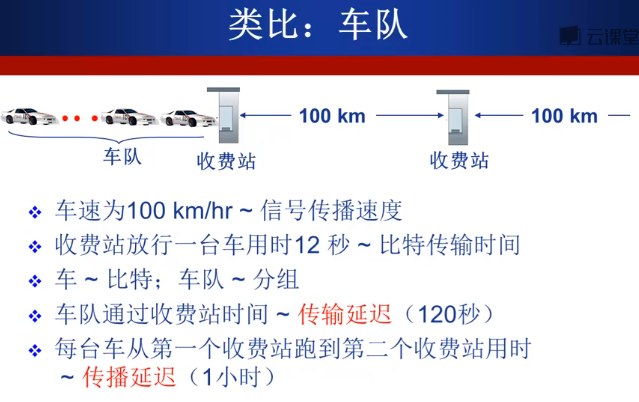 类比：车队
云课堂
100 km
100 km
车队
收费站
收费站
车速为100 km/hr ~ 信号传播速度
收费站放行一台车用时12 秒 ~ 比特传输时间
车 ~ 比特；车队 ~ 分组
车队通过收费站时间 ~ 传输延迟（120秒）
每台车从第一个收费站跑到第二个收费站用时
~ 传播延迟（1小时）